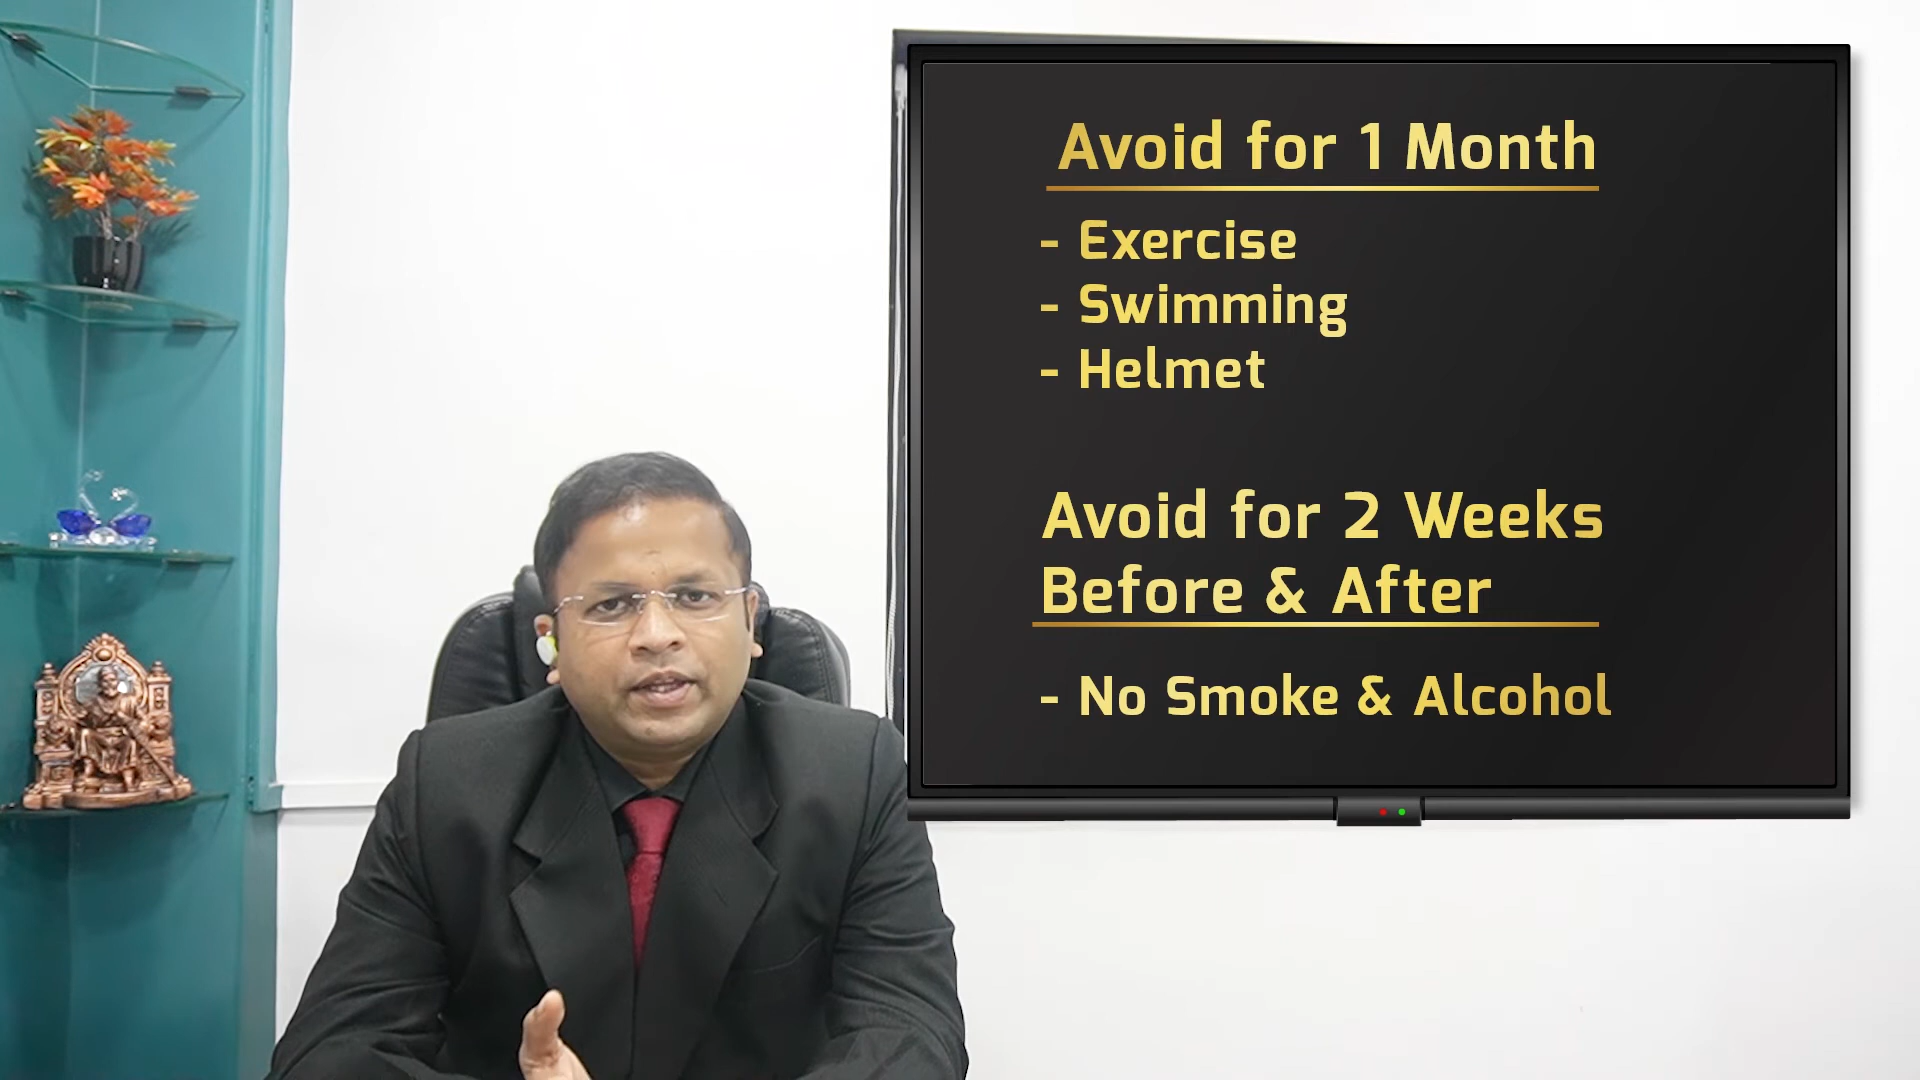 Avoid for 1 Month
- Exercise
- Swimming
- Helmet
Avoid for 2 Weeks
Before & After
- No Smoke & Alcohol